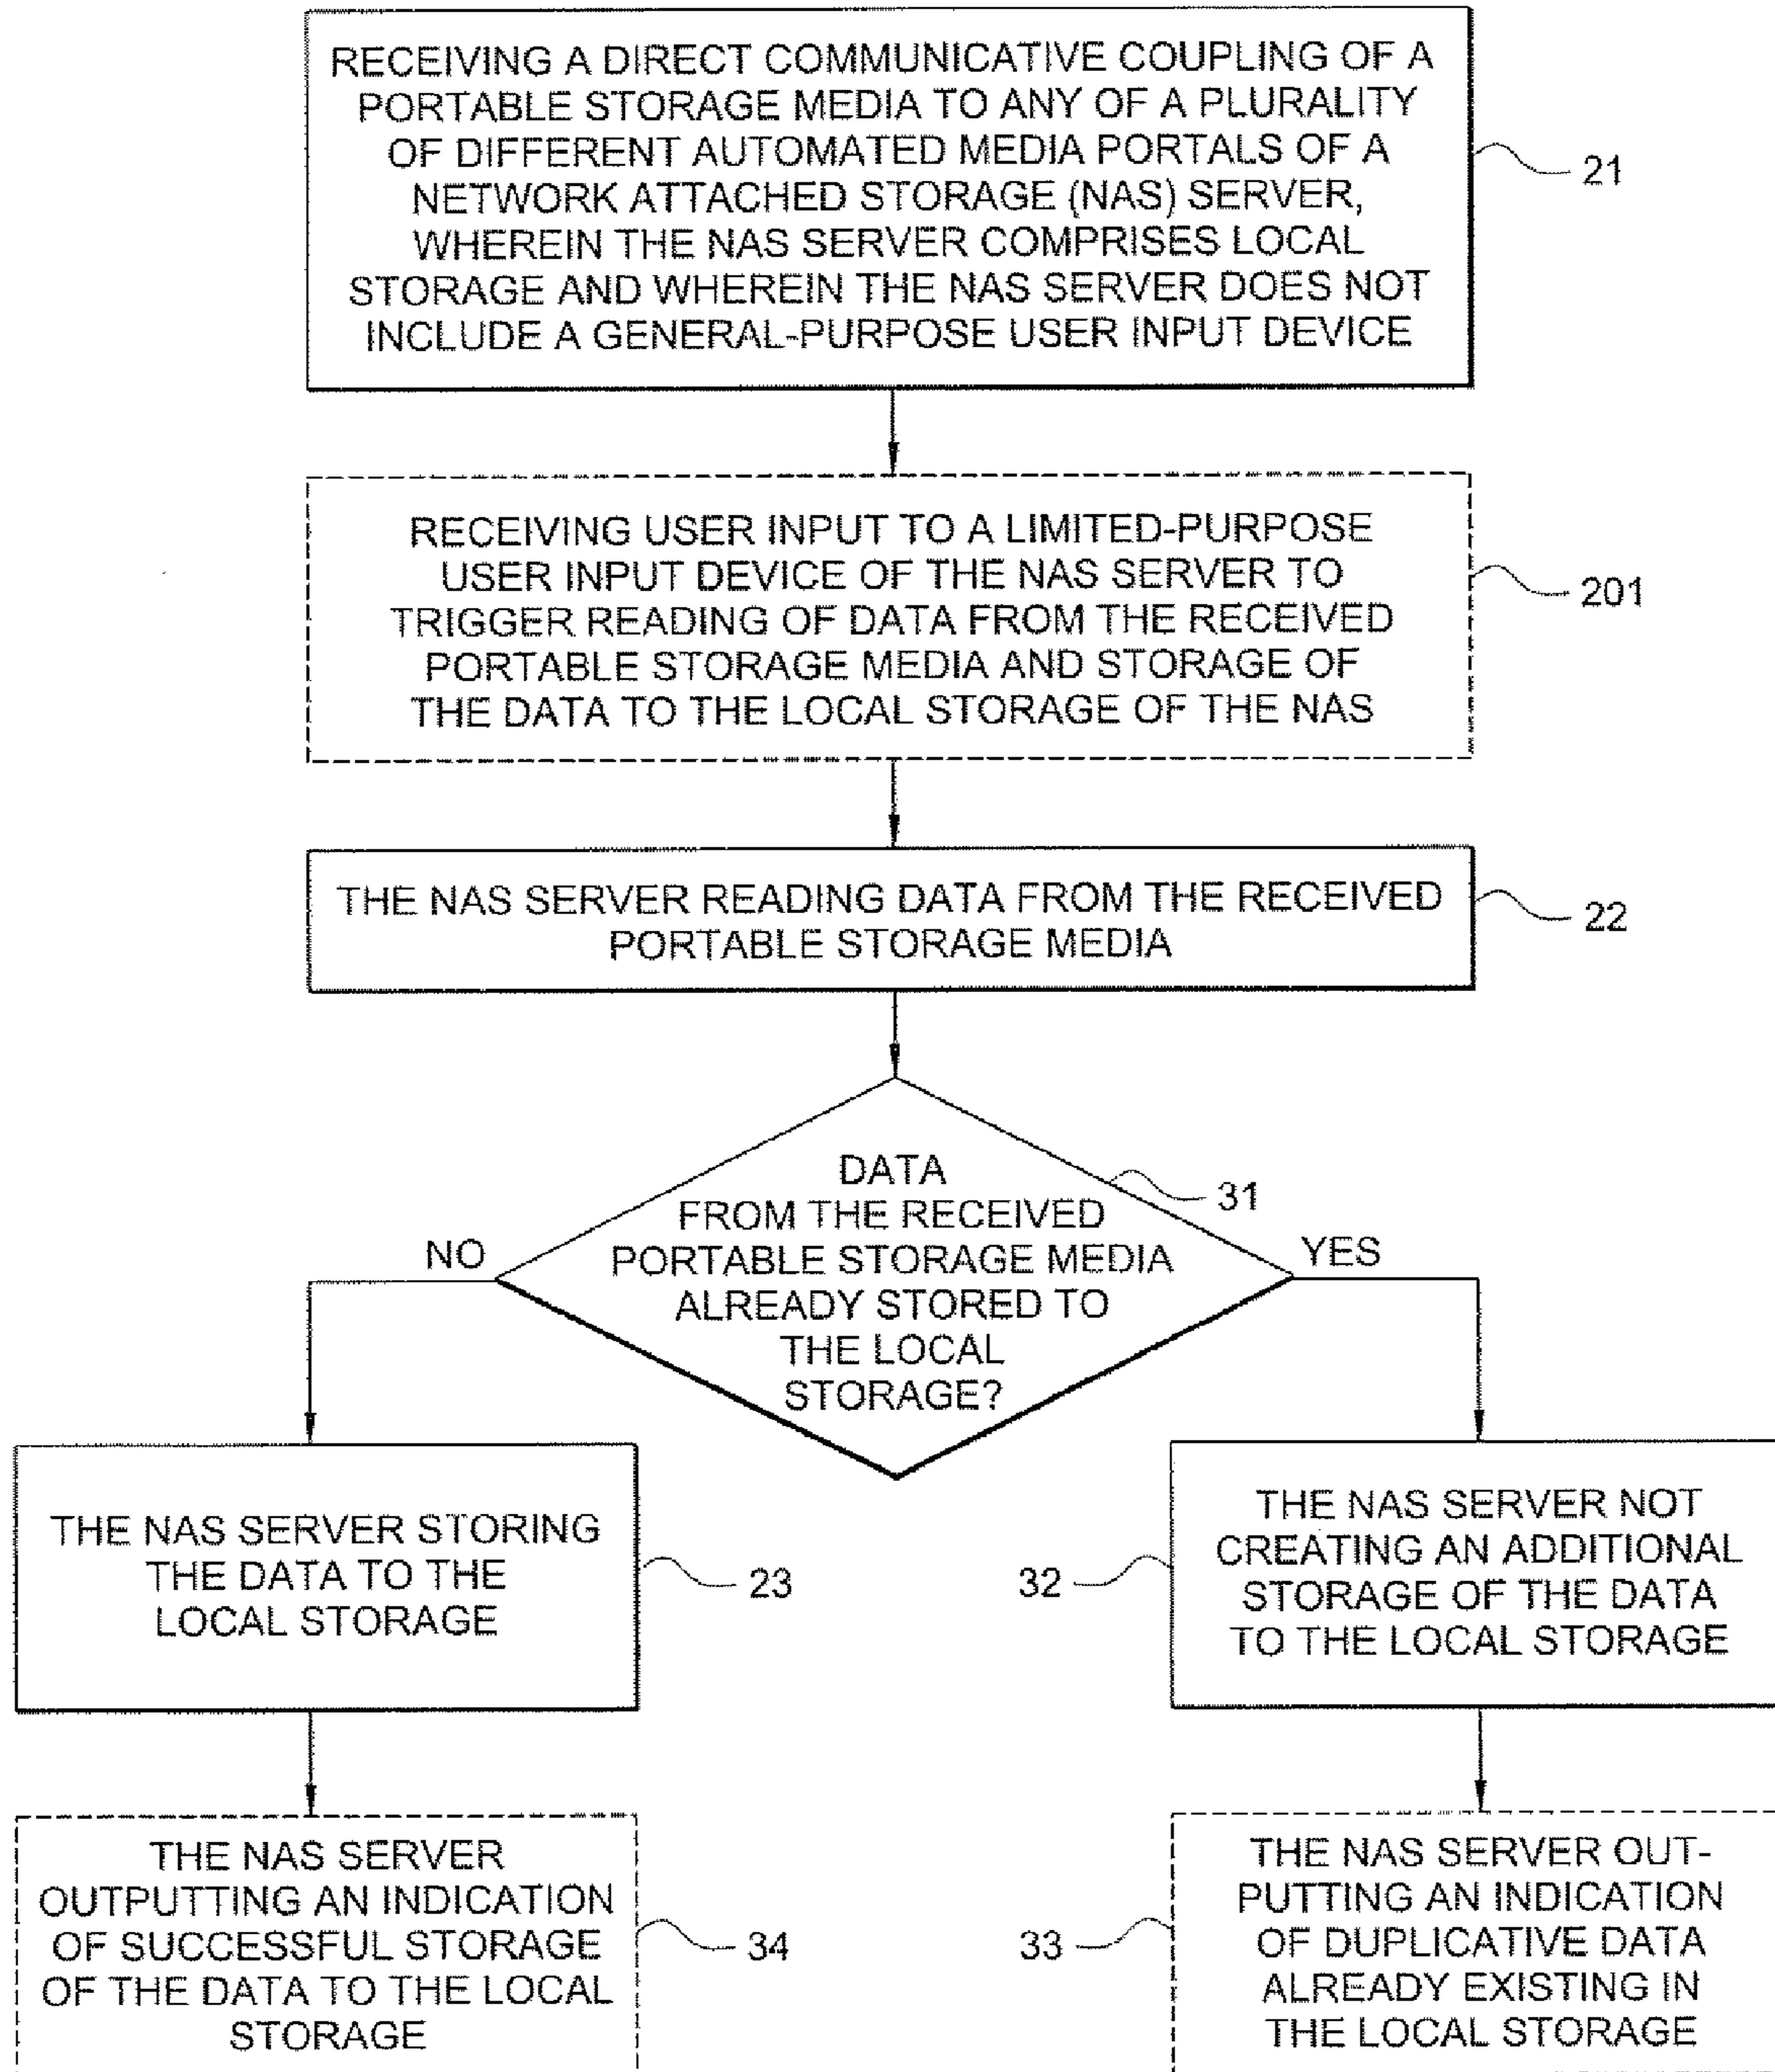 RECEIVING A DIRECT COMMUNICATIVE COUPLING OF A
PORTABLE STORAGE MEDIA TO ANY OF A PLURALITY
OF DIFFERENT AUTOMATED MEDIA PORTALS OF A
NETWORK ATTACHED STORAGE (NAS) SERVER,
WHEREIN THE NAS SERVER COMPRISES LOCAL
STORAGE AND WHEREIN THE NAS SERVER DOES NOT
INCLUDE A GENERAL-PURPOSE USER INPUT DEVICE
21
RECEIVING USER INPUT TO A LIMITED-PURPOSE
USER INPUT DEVICE OF THE NAS SERVER TO
TRIGGER READING OF DATA FROM THE RECEIVED
PORTABLE STORAGE MEDIA AND STORAGE OF
THE DATA TO THE LOCAL STORAGE OF THE NAS
201
THE NAS SERVER READING DATA FROM THE RECEIVED
PORTABLE STORAGE MEDIA
22
DATA
FROM THE RECEIVED
PORTABLE STORAGE MEDIA
ALREADY STORED TO
THE LOCAL
STORAGE?
31
NO
YES
THE NAS SERVER STORING
THE DATA TO THE
LOCAL STORAGE
23
THE NAS SERVER NOT
CREATING AN ADDITIONAL
STORAGE OF THE DATA
TO THE LOCAL STORAGE
32
THE NAS SERVER
OUTPUTTING AN INDICATION
OF SUCCESSFUL STORAGE
OF THE DATA TO THE LOCAL
STORAGE
34
THE NAS SERVER OUT-
PUTTING AN INDICATION
OF DUPLICATIVE DATA
ALREADY EXISTING IN
THE LOCAL STORAGE
33